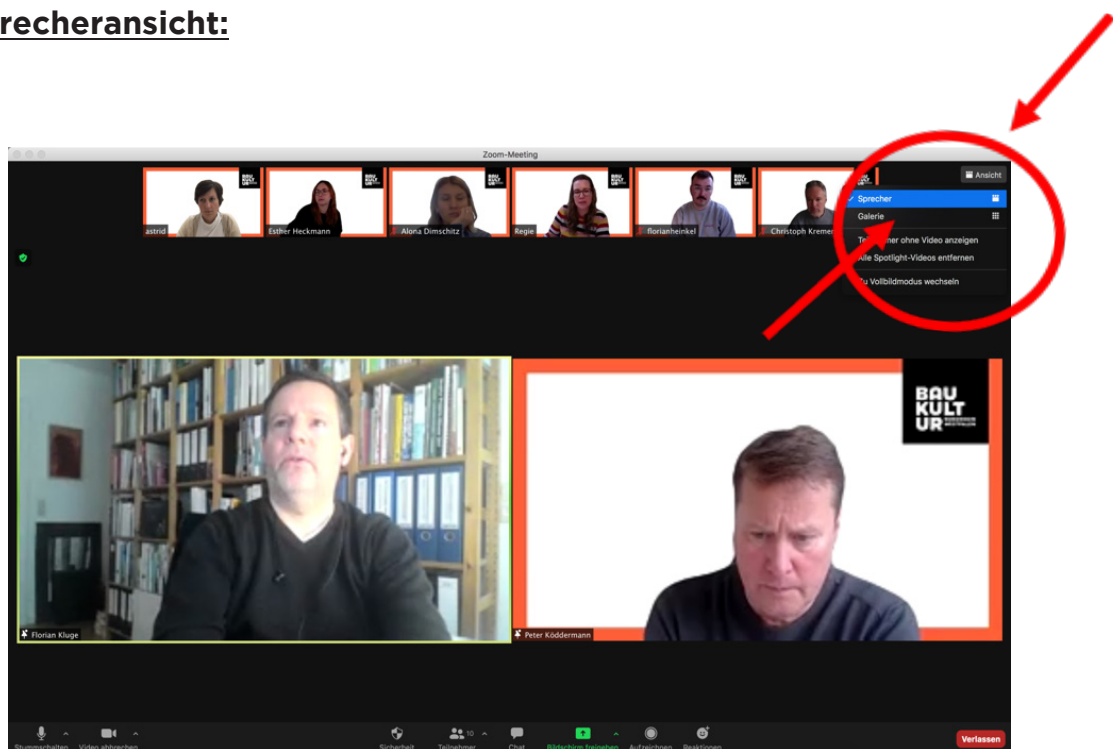 recheransicht:
Zoom-Meeting
Ansicht
Sprecher
Galerie
ohne Video anzeigen
Alle Spotlight-Videos entfernen
Zu Vollbildmodus wechseln
astrid
Esther Heckmann
Alona Dimschitz
Regie
florianheinkel
Christoph Kremer
BAU
KULT
UR
NORDRHEIN
WESTFALEN
Florian Kluge
Peter Köddermann
Stummschalten
Video abbrechen
Sicherheit
10
Teilnehmer
Chat
Bildschirm freigeben
Aufzeichnen
Reaktionen
Verlassen